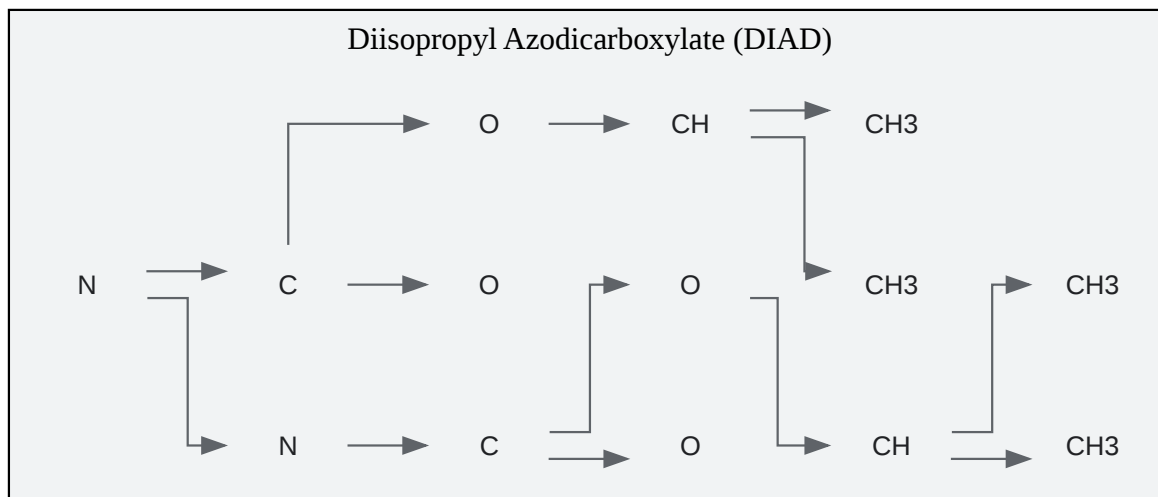 Diisopropyl Azodicarboxylate (DIAD)
O CH CH3
N C O O CH3 CH3
N C O CH CH3